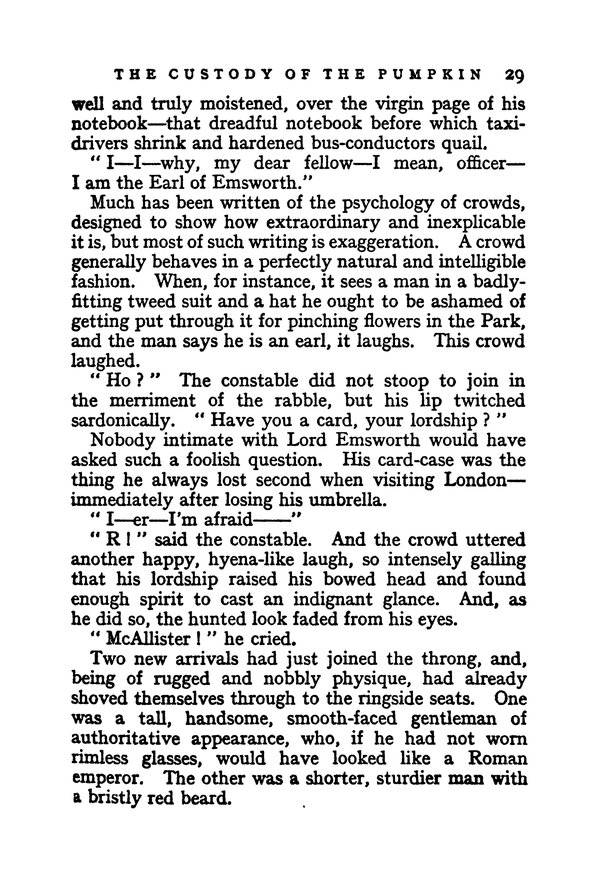 THE CUSTODY OF THE PUMPKIN 29
well and truly moistened, over the virgin page of his
notebook—that dreadful notebook before which taxi-
drivers shrink and hardened bus-conductors quail.
“ I—I—why, my dear fellow—I mean, officer—
I am the Earl of Emsworth.”
Much has been written of the psychology of crowds,
designed to show how extraordinary and inexplicable
it is, but most of such writing is exaggeration. A crowd
generally behaves in a perfectly natural and intelligible
fashion. When, for instance, it sees a man in a badly-
fitting tweed suit and a hat he ought to be ashamed of
getting put through it for pinching flowers in the Park,
and the man says he is an earl, it laughs. This crowd
laughed.
“ Ho ? ” The constable did not stoop to join in
the merriment of the rabble, but his lip twitched
sardonically. “ Have you a card, your lordship ? ”
Nobody intimate with Lord Emsworth would have
asked such a foolish question. His card-case was the
thing he always lost second when visiting London—
immediately after losing his umbrella.
“ I—er—I’m afraid——”
“ R ! ” said the constable. And the crowd uttered
another happy, hyena-like laugh, so intensely galling
that his lordship raised his bowed head and found
enough spirit to cast an indignant glance. And, as
he did so, the hunted look faded from his eyes.
“ McAllister ! ” he cried.
Two new arrivals had just joined the throng, and,
being of rugged and nobbly physique, had already
shoved themselves through to the ringside seats. One
was a tall, handsome, smooth-faced gentleman of
authoritative appearance, who, if he had not worn
rimless glasses, would have looked like a Roman
emperor. The other was a shorter, sturdier man with
a bristly red beard.